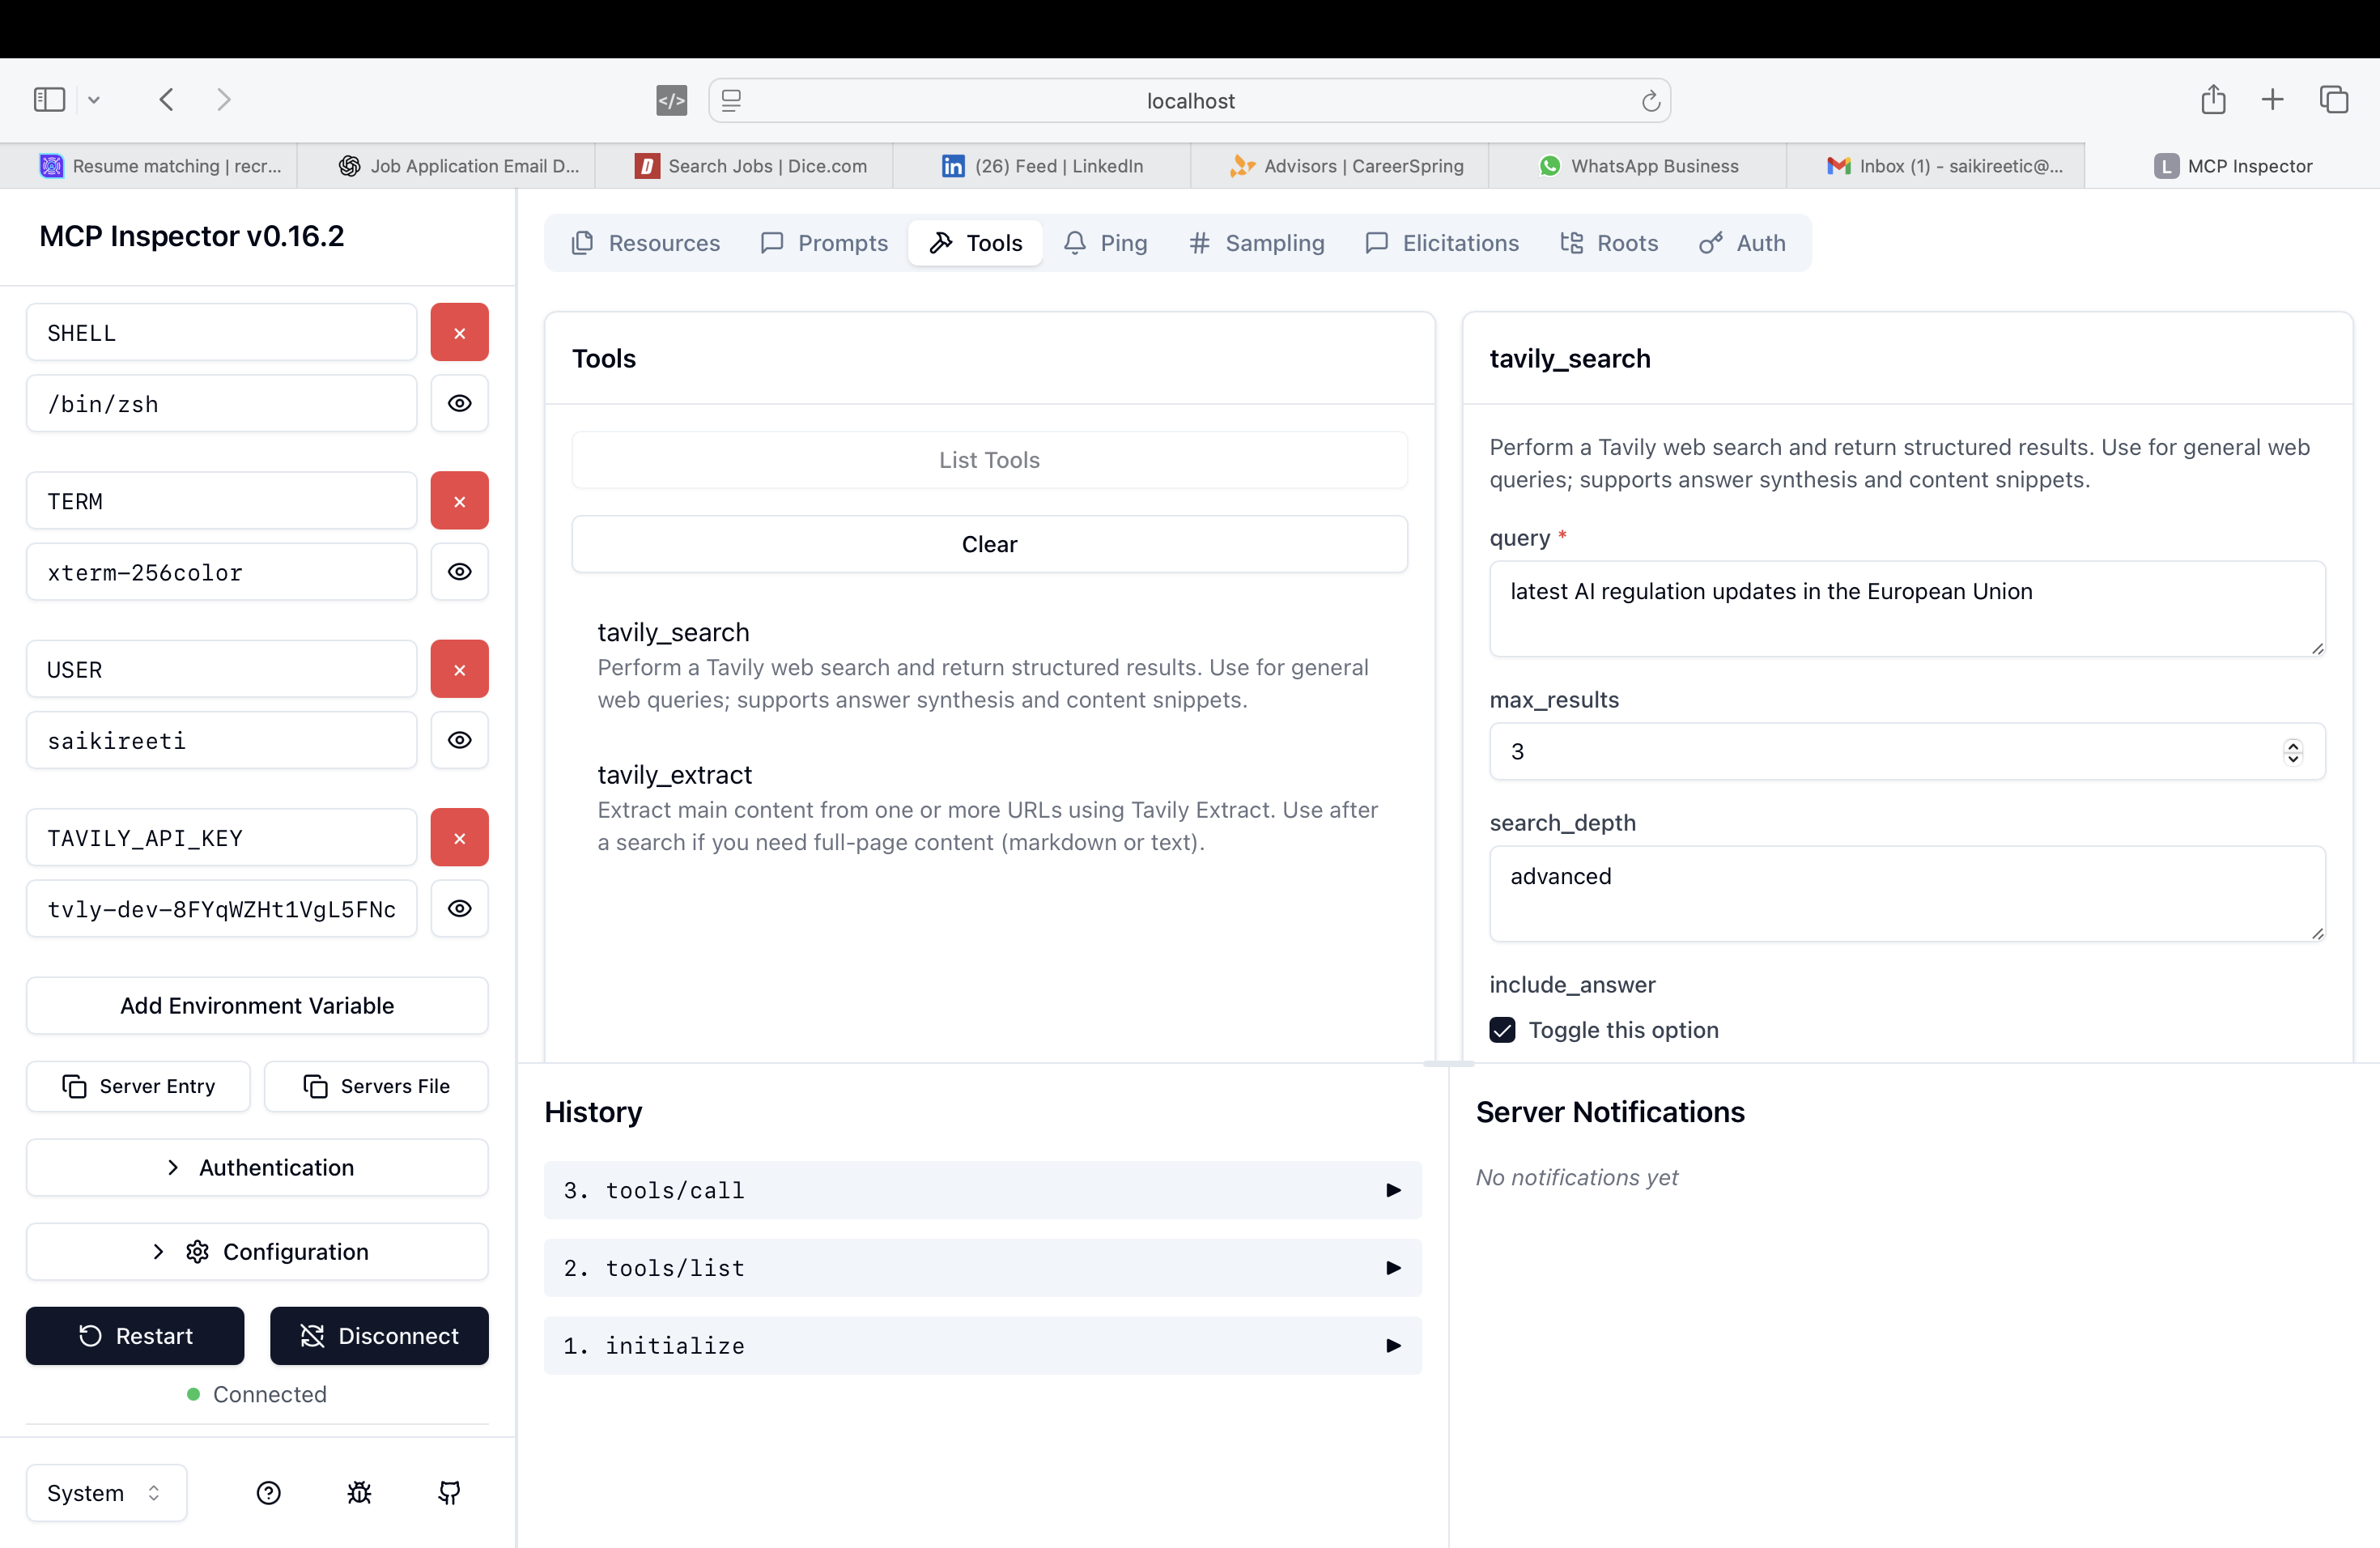 localhost
Resume matching | recr...
Job Application Email D...
Search Jobs | Dice.com
(26) Feed | LinkedIn
Advisors | CareerSpring
WhatsApp Business
Inbox (1) - saikireetic@...
L MCP Inspector
MCP Inspector v0.16.2
SHELL
/bin/zsh
TERM
xterm-256color
USER
saikireeti
TAVILY_API_KEY
tvly-dev-8FYqWZHt1VgL5FNc
Add Environment Variable
Server Entry
Servers File
Authentication
Configuration
Restart
Disconnect
Connected
System
Resources
Prompts
Tools
Ping
Sampling
Elicitations
Roots
Auth
Tools
List Tools
Clear
tavily_search
Perform a Tavily web search and return structured results. Use for general
web queries; supports answer synthesis and content snippets.
tavily_extract
Extract main content from one or more URLs using Tavily Extract. Use after
a search if you need full-page content (markdown or text).
tavily_search
Perform a Tavily web search and return structured results. Use for general web
queries; supports answer synthesis and content snippets.
query *
latest AI regulation updates in the European Union
max_results
3
search_depth
advanced
include_answer
Toggle this option
History
3. tools/call
2. tools/list
1. initialize
Server Notifications
No notifications yet